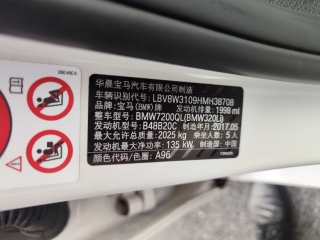 华晨宝马汽车有限公司制造
车辆识别代号: LBV8W3109HMH38708
品牌: 宝马(BMW)牌 发动机排量: 1998 ml
整车型号: BMW7200QL(BMW320Li)
发动机型号: B48B20C 制造年月: 2017.05
最大允许总质量: 2025 kg 乘坐人数: 5 人
发动机最大净功率: 135 kW 制造国: 中国
颜色代码/色圈: A96